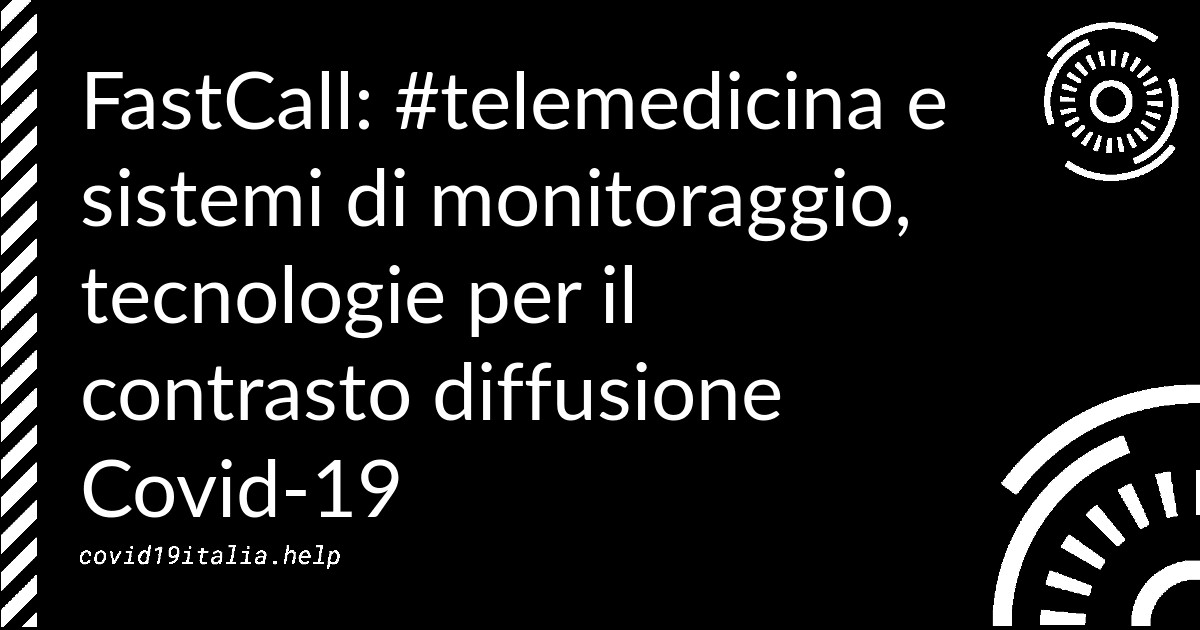 FastCall: #telemedicina e
sistemi di monitoraggio,
tecnologie per il
contrasto diffusione
Covid-19
covid19italia.help